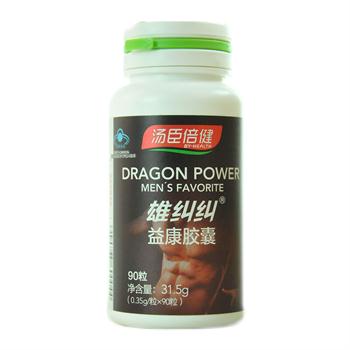 汤臣倍健
BY-HEALTH
DRAGON POWER
MEN'S FAVORITE
雄纠纠®
益康胶囊
90粒
净含量：31.5g
(0.35g/粒×90粒)